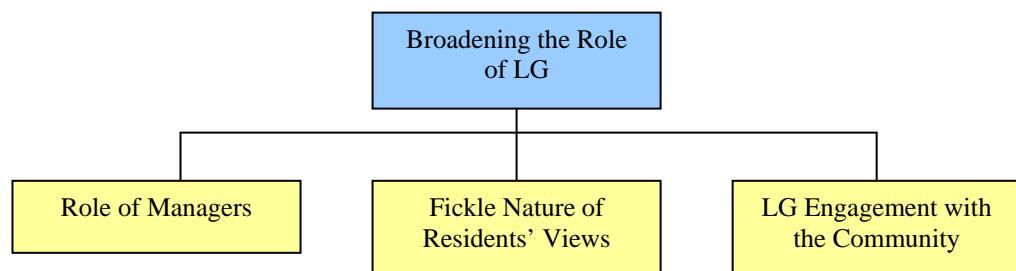 Broadening the Role
of LG
Role of Managers
Fickle Nature of
Residents’ Views
LG Engagement with
the Community